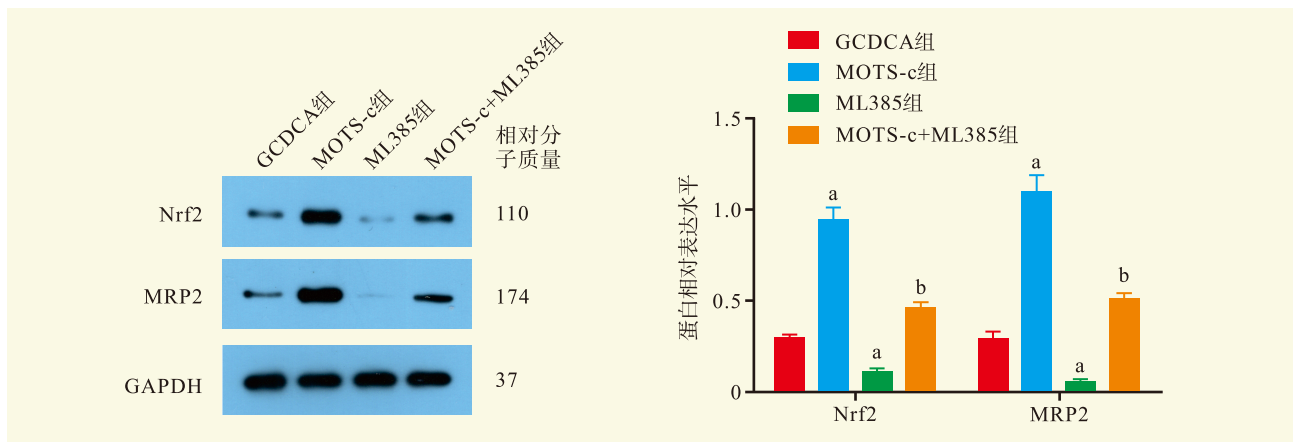 GCDCA组
MOTS-c组
ML385组
MOTS-c+ML385组
相对分
子质量
Nrf2
110
MRP2
174
GAPDH
37
GCDCA组
MOTS-c组
ML385组
MOTS-c+ML385组
蛋白相对表达水平
1.5
1.0
0.5
0
a
a
b
a
a
b
Nrf2
MRP2